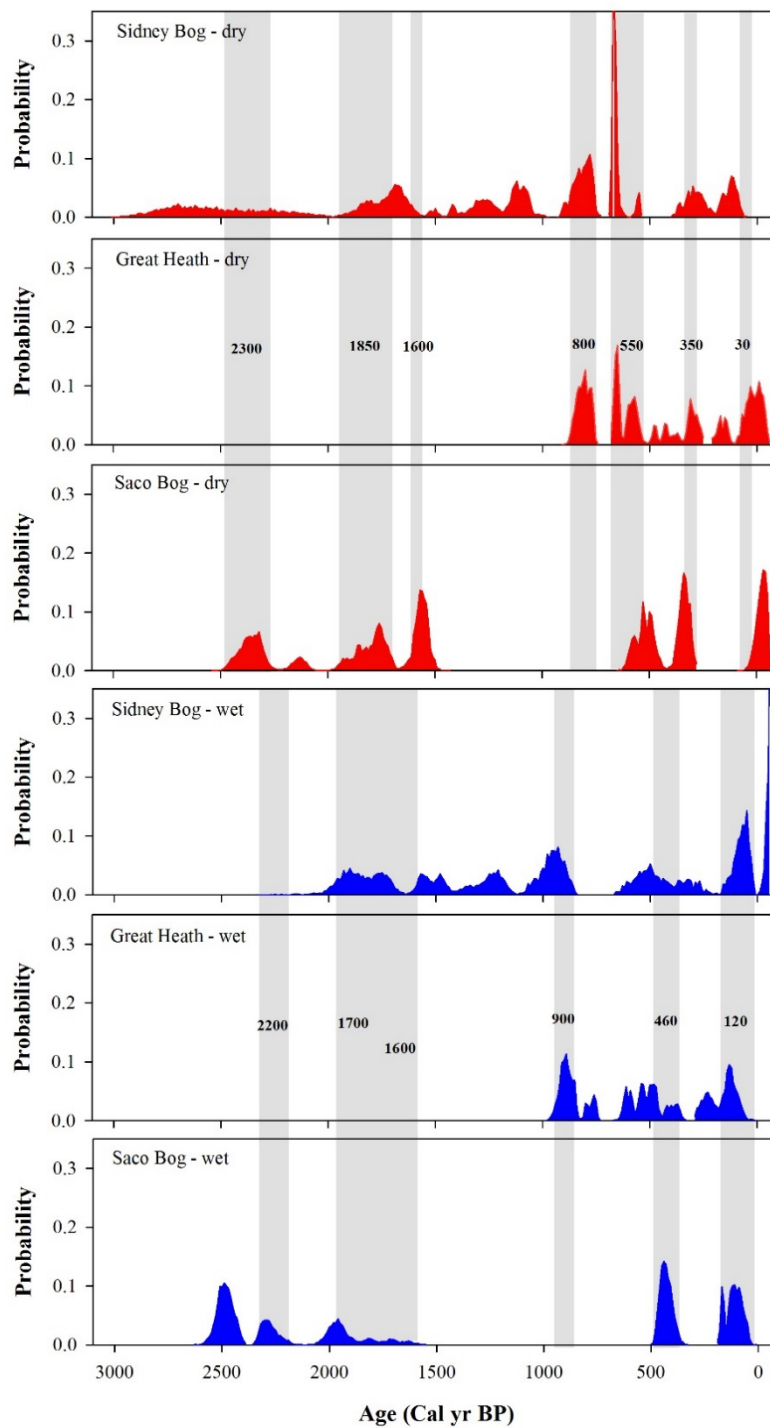 Sidney Bog - dry
Probability
0.3
0.2
0.1
0.0
Great Heath - dry
Probability
0.3
0.2
0.1
0.0
2300 1850 1600 800 550 350 30
Saco Bog - dry
Probability
0.3
0.2
0.1
0.0
Sidney Bog - wet
Probability
0.3
0.2
0.1
0.0
Great Heath - wet
Probability
0.3
0.2
0.1
0.0
2200 1700 900 460 120
1600
Saco Bog - wet
Probability
0.3
0.2
0.1
0.0
3000 2500 2000 1500 1000 500 0
Age (Cal yr BP)